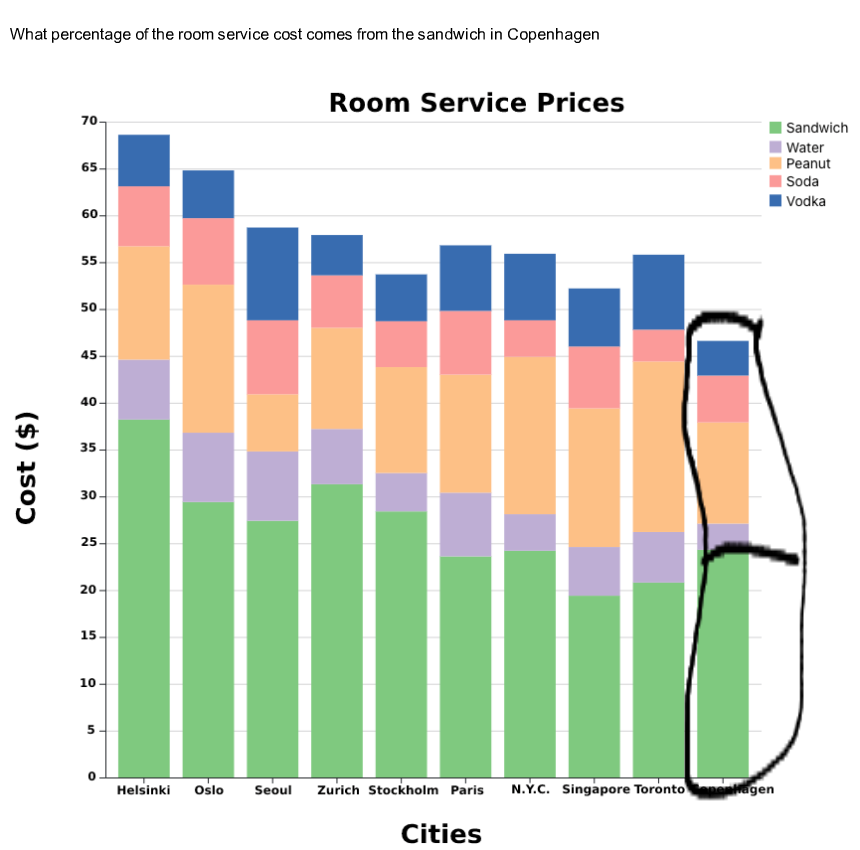 What percentage of the room service cost comes from the sandwich in Copenhagen
Room Service Prices
70
65
60
55
50
45
40
35
30
25
20
15
10
5
0
Cost ($)
Sandwich
Water
Peanut
Soda
Vodka
Helsinki Oslo Seoul Zurich Stockholm Paris N.Y.C. Singapore Toronto Copenhagen
Cities